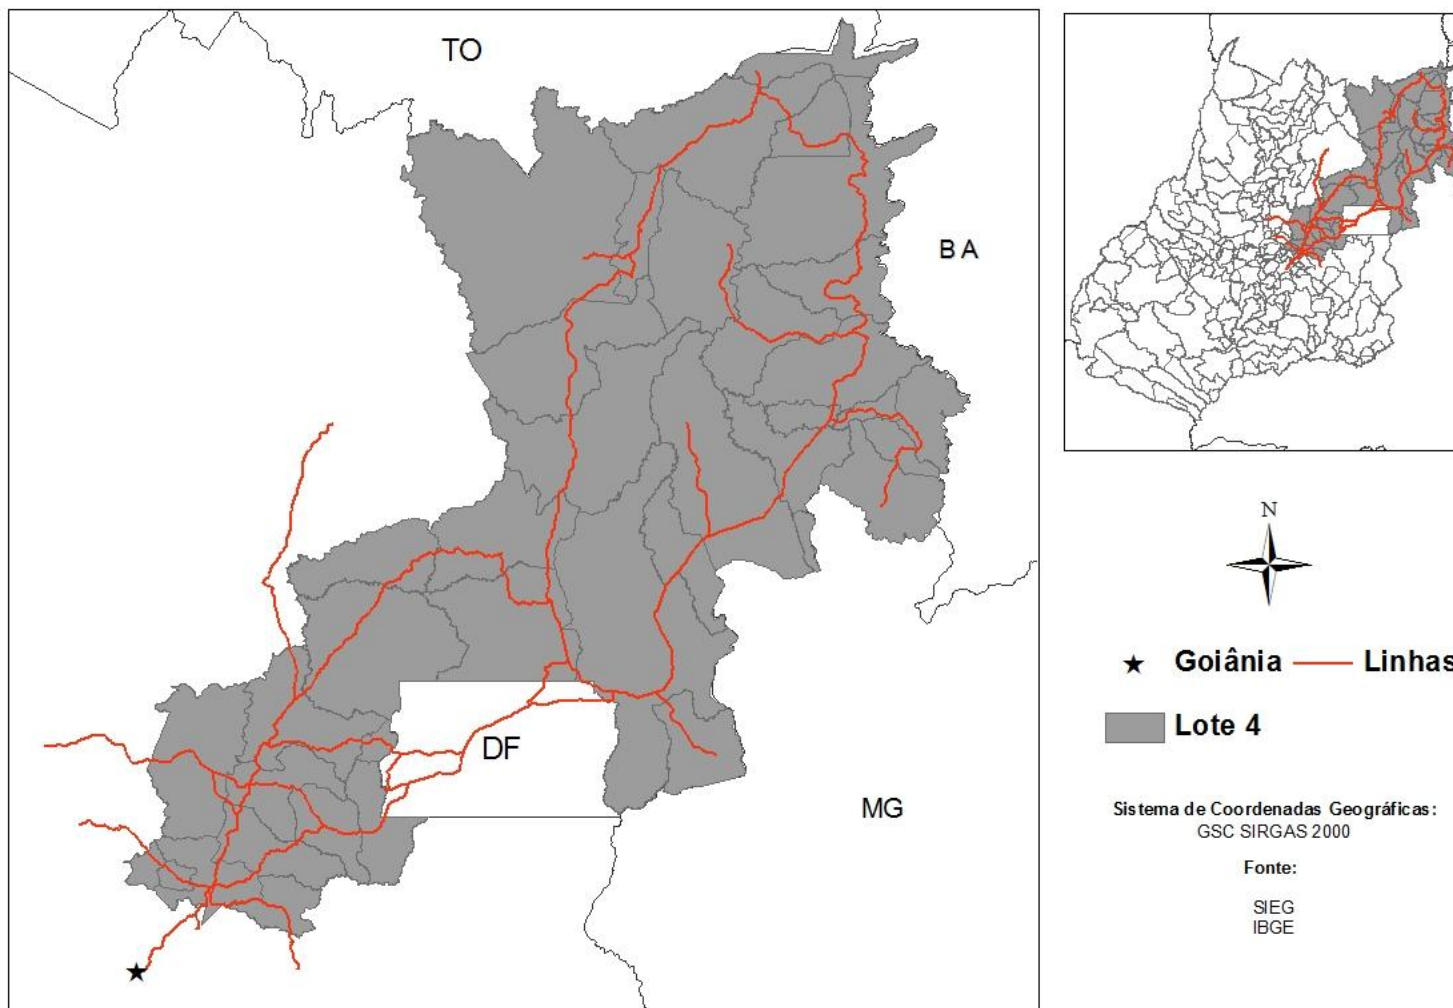 TO
BA
DF
MG
N
Goiânia
Linhas
Lote 4
Sistema de Coordenadas Geográficas:
GSC SIRGAS 2000
Fonte:
SIEG
IBGE